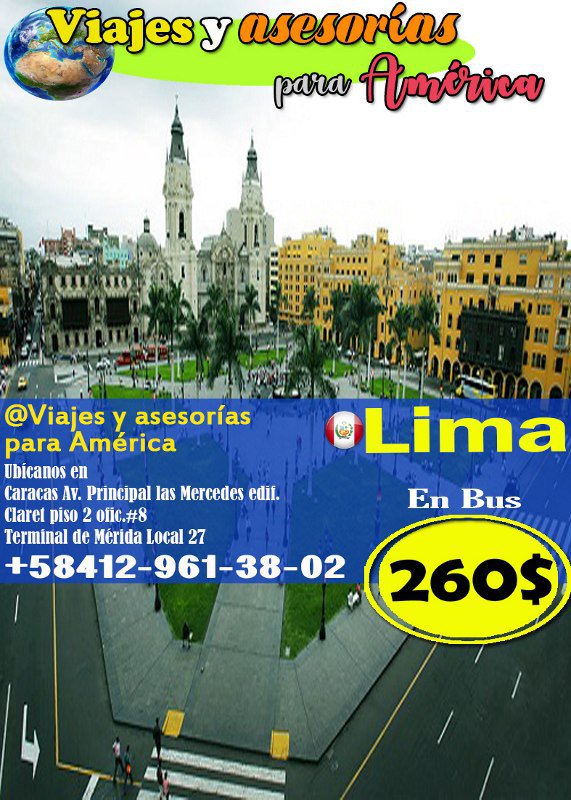 Viajes y asesorías
para América
@Viajes y asesorías
para América
Ubícanos en
Caracas Av. Principal las Mercedes edif.
Claret piso 2 ofic.#8
Terminal de Mérida Local 27
+58412-961-38-02
Lima
En Bus
260$